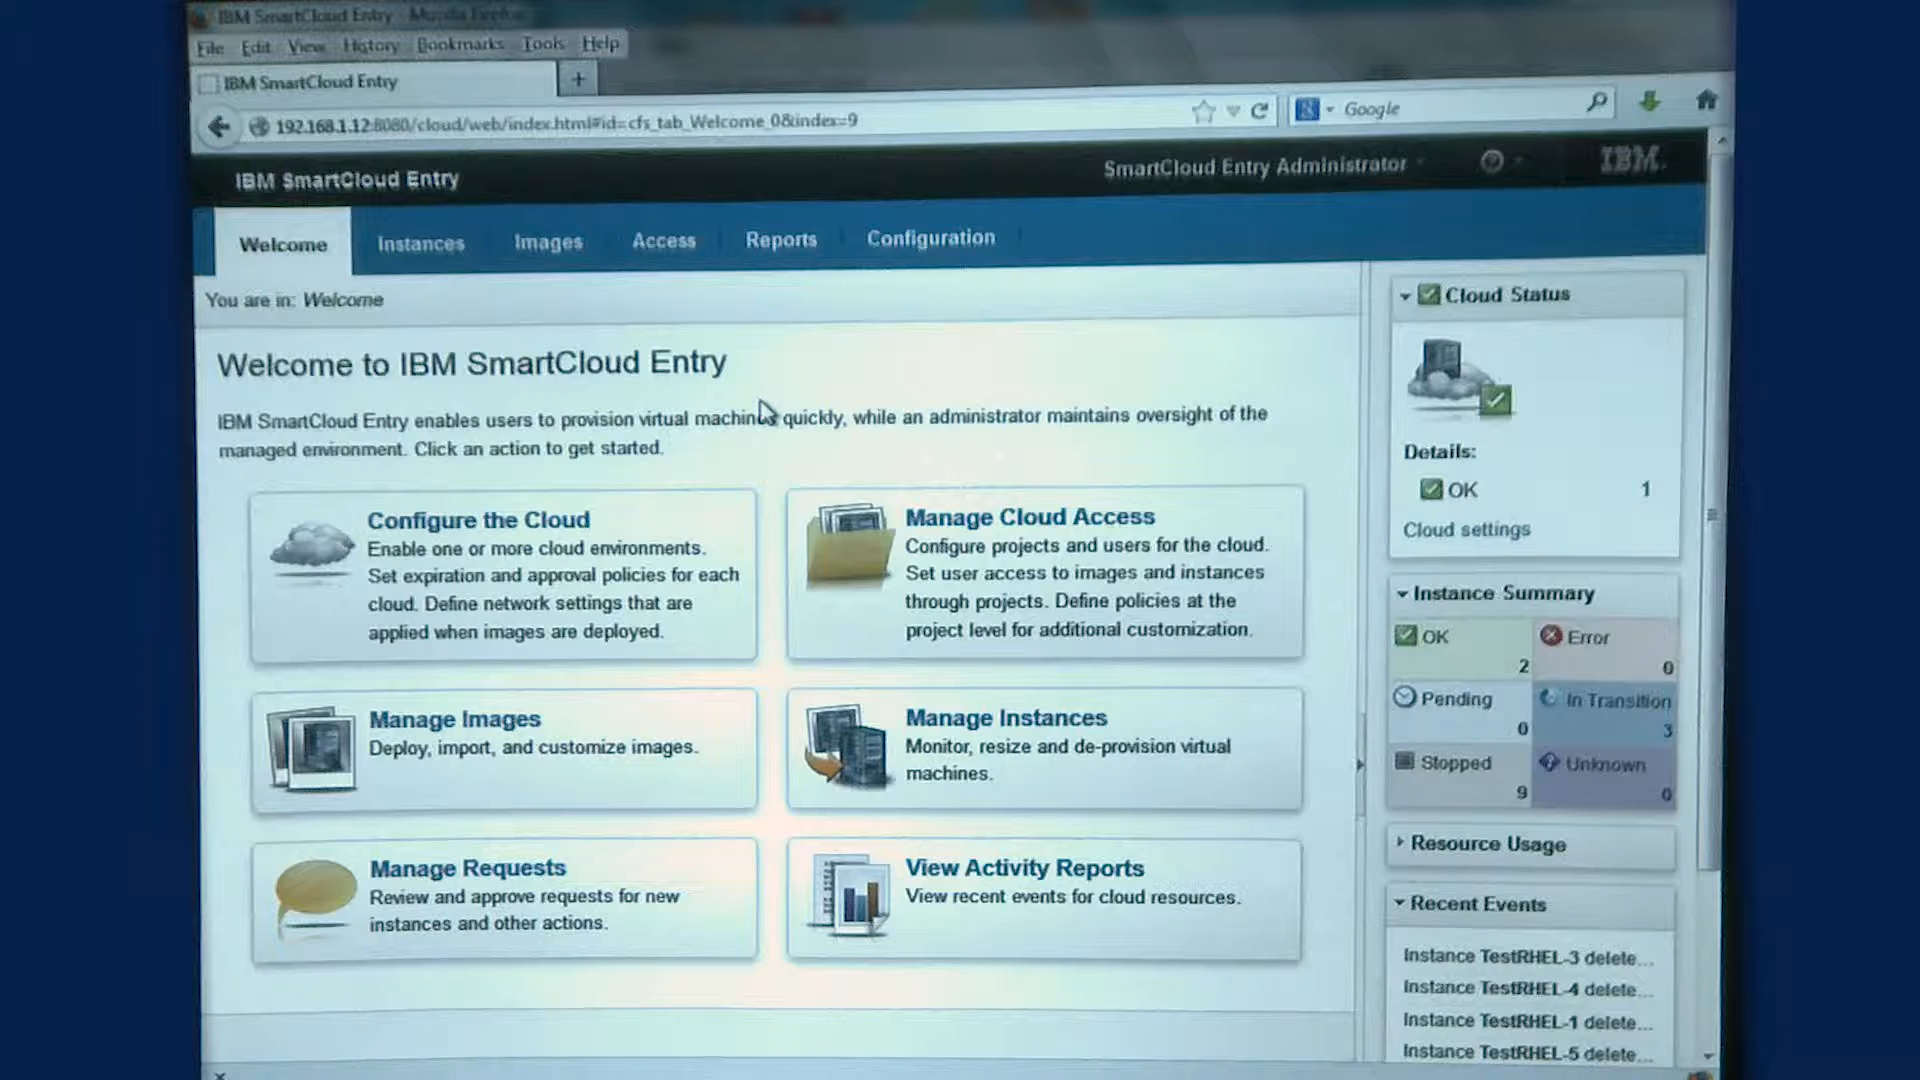 IBM SmartCloud Entry - Mozilla Firefox
File Edit View History Bookmarks Tools Help
IBM SmartCloud Entry +
192.168.1.12:8080/cloud/web/index.html#id=cfs_tab_Welcome_0&index=9 Google
IBM SmartCloud Entry SmartCloud Entry Administrator IBM
Welcome Instances Images Access Reports Configuration
You are in: Welcome
Welcome to IBM SmartCloud Entry
IBM SmartCloud Entry enables users to provision virtual machines quickly, while an administrator maintains oversight of the
managed environment. Click an action to get started.
Configure the Cloud
Enable one or more cloud environments.
Set expiration and approval policies for each
cloud. Define network settings that are
applied when images are deployed.
Manage Cloud Access
Configure projects and users for the cloud.
Set user access to images and instances
through projects. Define policies at the
project level for additional customization.
Manage Images
Deploy, import, and customize images.
Manage Instances
Monitor, resize and de-provision virtual
machines.
Manage Requests
Review and approve requests for new
instances and other actions.
View Activity Reports
View recent events for cloud resources.
Cloud Status
Details:
OK 1
Cloud settings
Instance Summary
OK 2
Error 0
Pending 0
In Transition 3
Stopped 9
Unknown 0
Resource Usage
Recent Events
Instance TestRHEL-3 delete...
Instance TestRHEL-4 delete...
Instance TestRHEL-1 delete...
Instance TestRHEL-5 delete...